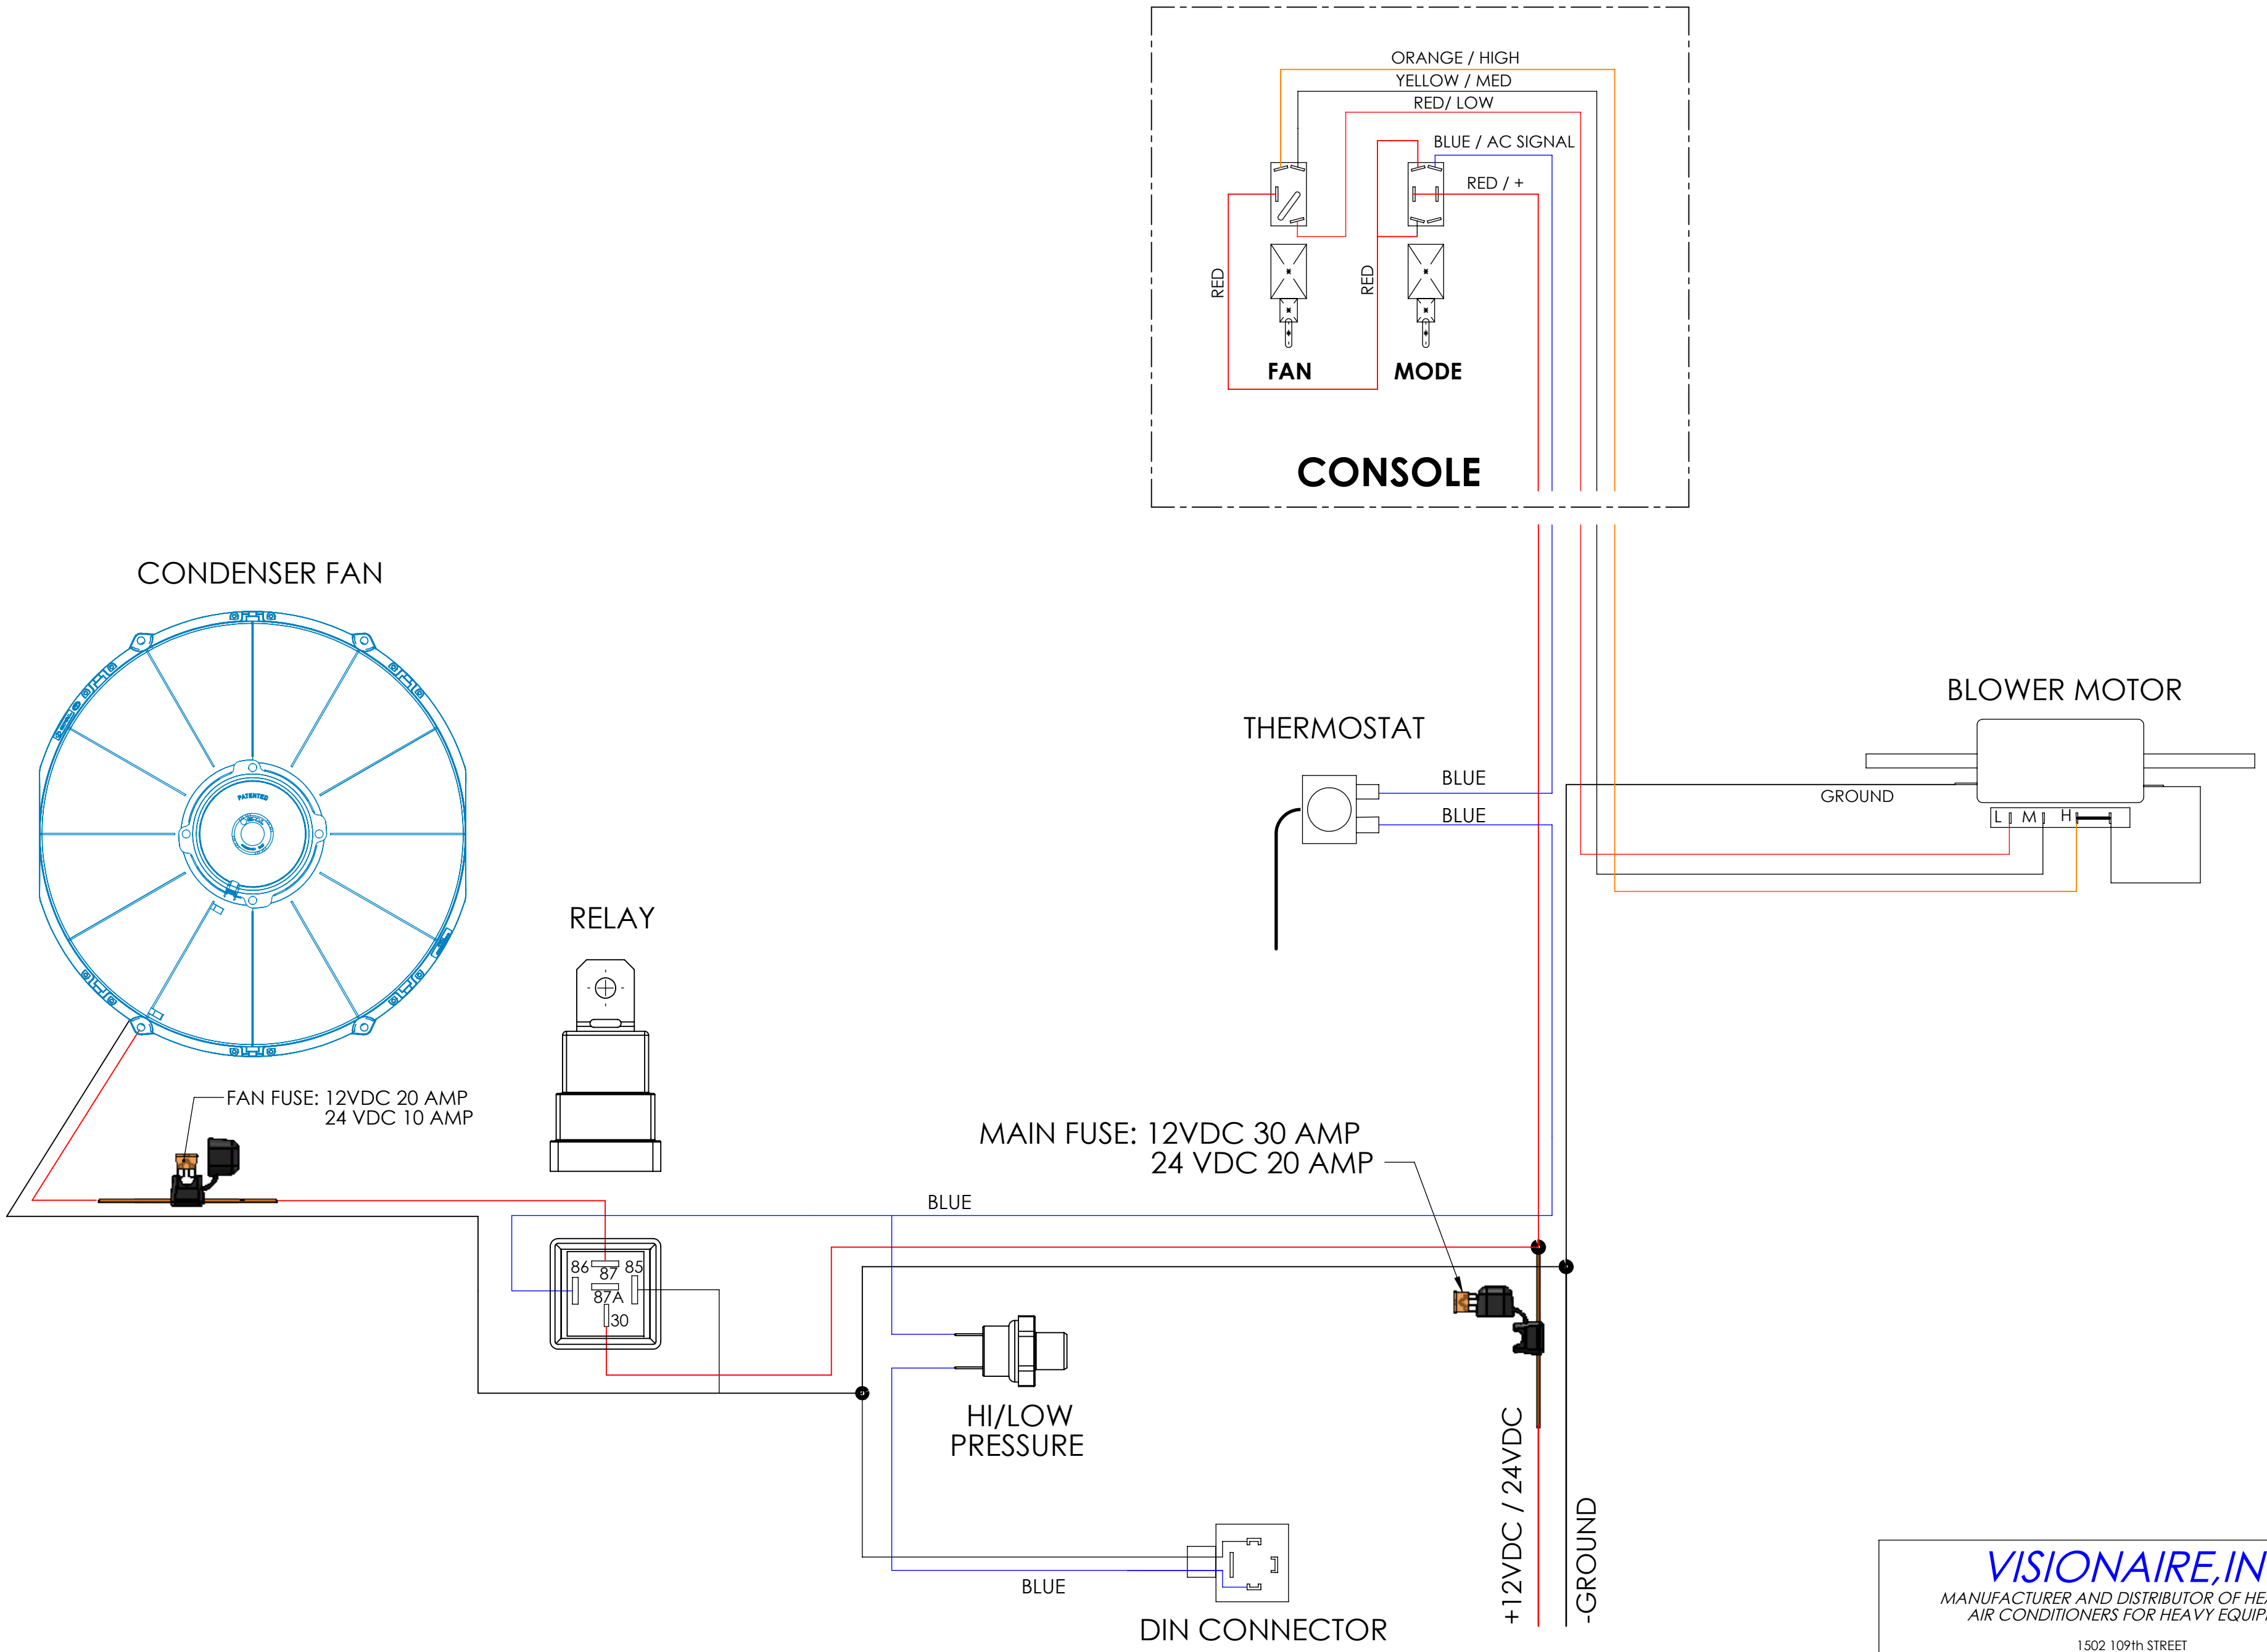 ORANGE / HIGH
YELLOW / MED
RED/ LOW
BLUE / AC SIGNAL
RED / +
RED
RED
FAN
MODE
CONSOLE
CONDENSER FAN
PATENTED
THERMOSTAT
BLUE
BLUE
BLOWER MOTOR
GROUND
L
M
H
RELAY
FAN FUSE: 12VDC 20 AMP
24 VDC 10 AMP
MAIN FUSE: 12VDC 30 AMP
24 VDC 20 AMP
BLUE
86
87
85
87A
30
HI/LOW
PRESSURE
BLUE
DIN CONNECTOR
+12VDC / 24VDC
-GROUND
VISIONAIRE,IN
MANUFACTURER AND DISTRIBUTOR OF HEA
AIR CONDITIONERS FOR HEAVY EQUIP
1502 109th STREET